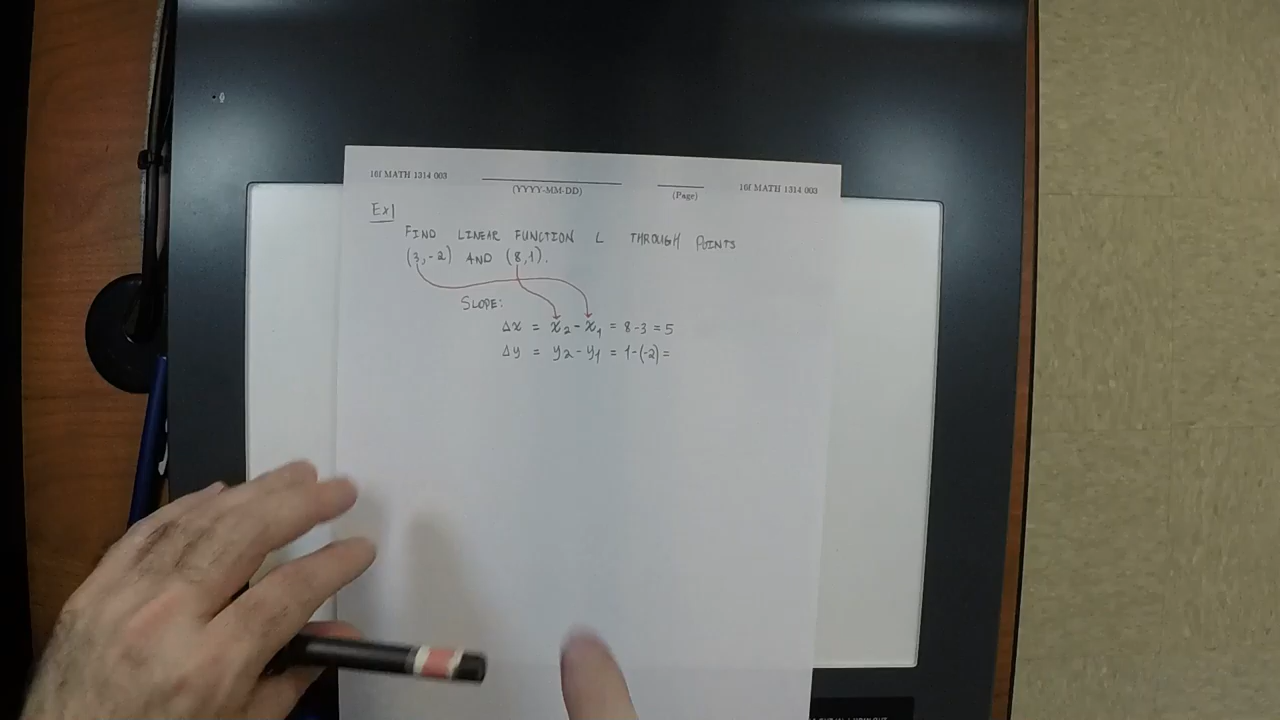 16f MATH 1314 003 (YYYY-MM-DD) (Page) 16f MATH 1314 003
Ex1
FIND LINEAR FUNCTION L THROUGH POINTS
(3,-2) AND (8,1).
SLOPE:
Δx = x₂-x₁ = 8-3 = 5
Δy = y₂-y₁ = 1-(-2) =